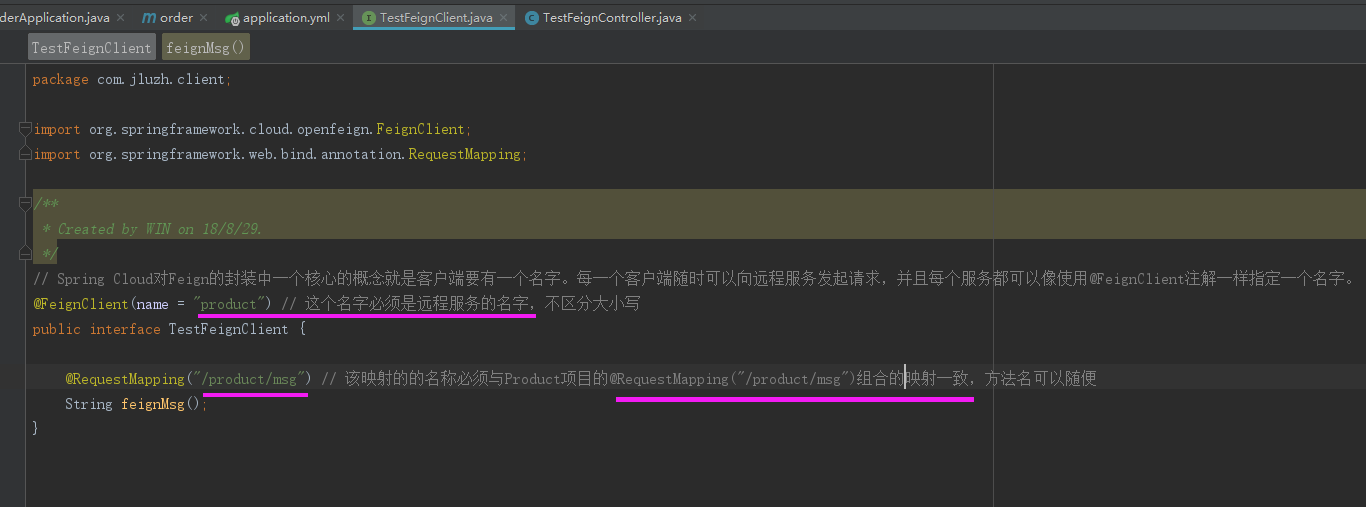 derApplication.java × m order × application.yml × TestFeignClient.java × TestFeignController.java ×
TestFeignClient feignMsg()
package com.jluzh.client;
import org.springframework.cloud.openfeign.FeignClient;
import org.springframework.web.bind.annotation.RequestMapping;
/**
* Created by WIN on 18/8/29.
*/
// Spring Cloud对Feign的封装中一个核心的概念就是客户端要有一个名字。每一个客户端随时可以向远程服务发起请求，并且每个服务都可以像使用@FeignClient注解一样指定一个名字。
@FeignClient(name = "product") // 这个名字必须是远程服务的名字，不区分大小写
public interface TestFeignClient {
@RequestMapping("/product/msg") // 该映射的的名称必须与Product项目的@RequestMapping("/product/msg")组合的映射一致，方法名可以随便
String feignMsg();
}